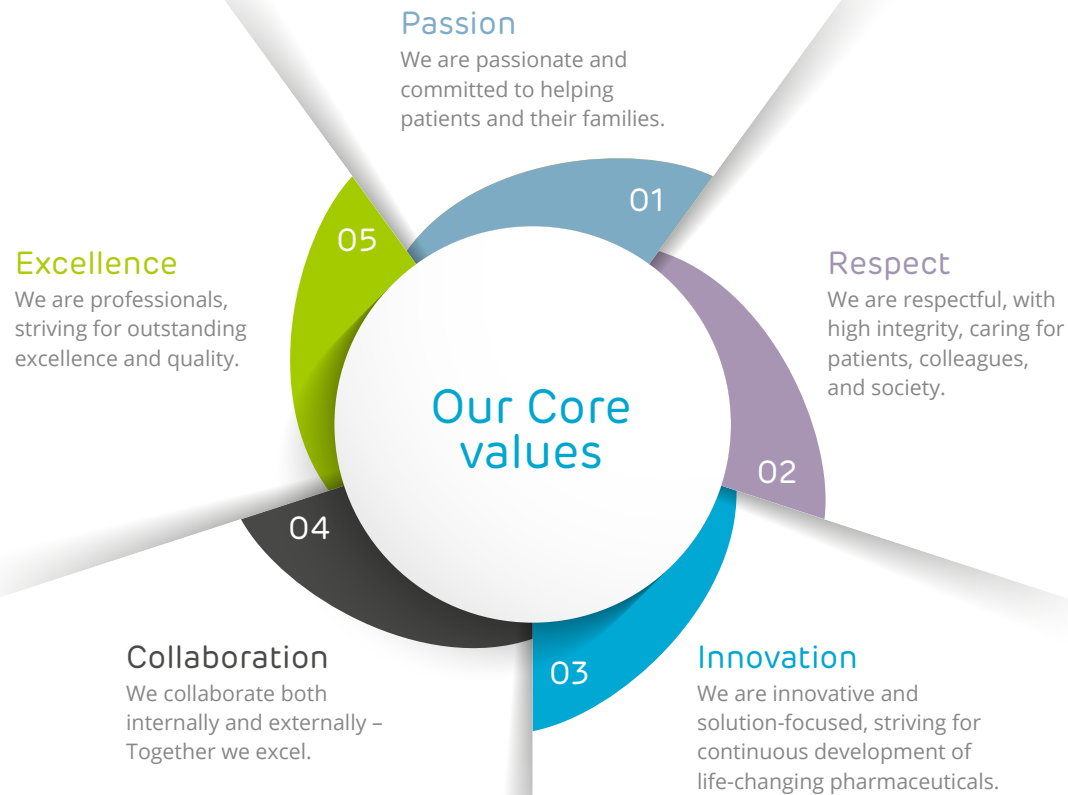 Passion
We are passionate and
committed to helping
patients and their families.
01
Respect
We are respectful, with
high integrity, caring for
patients, colleagues,
and society.
02
Innovation
We are innovative and
solution-focused, striving for
continuous development of
life-changing pharmaceuticals.
03
Collaboration
We collaborate both
internally and externally –
Together we excel.
04
Excellence
We are professionals,
striving for outstanding
excellence and quality.
05
Our Core
values